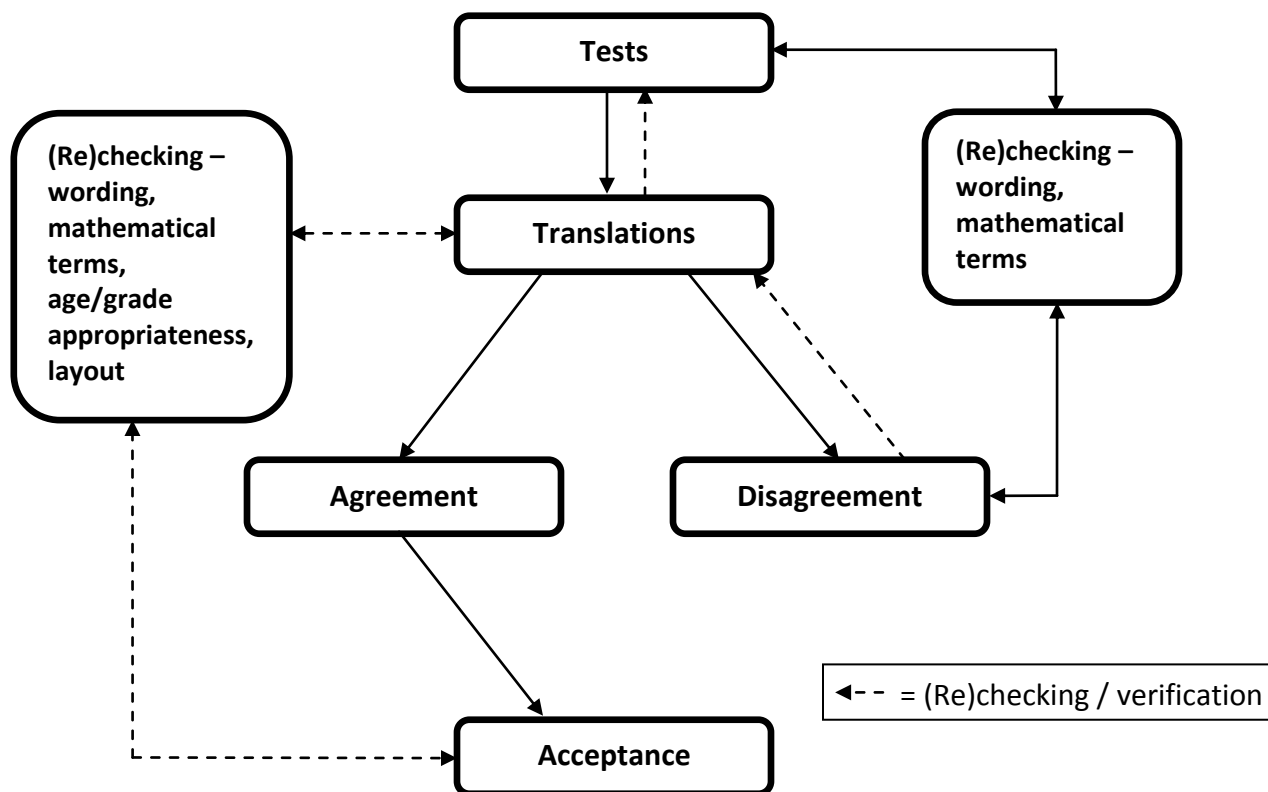 Tests
(Re)checking –
wording,
mathematical
terms,
age/grade
appropriateness,
layout
(Re)checking –
wording,
mathematical
terms
Translations
Agreement
Disagreement
= (Re)checking / verification
Acceptance